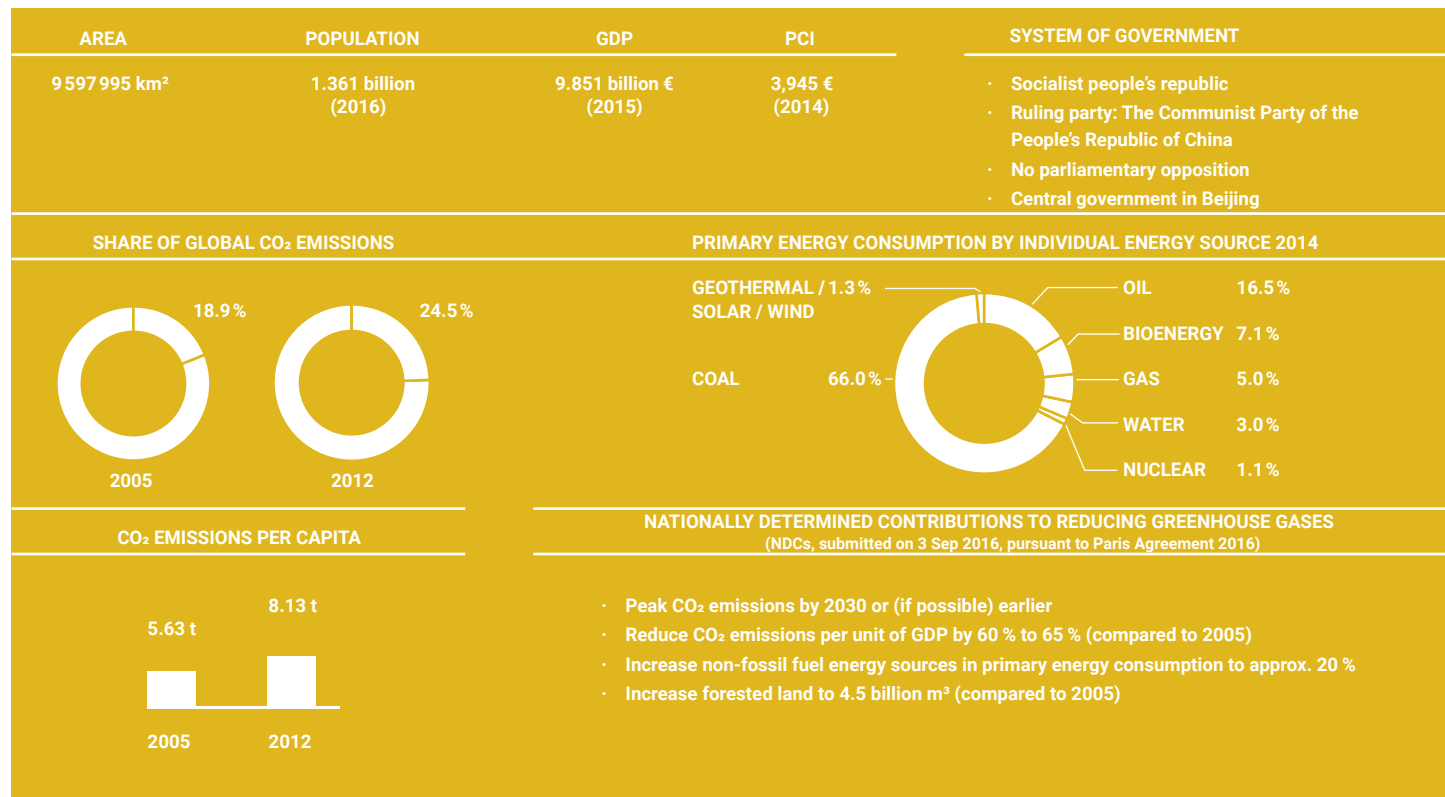 AREA
9 597 995 km²
POPULATION
1.361 billion
(2016)
GDP
9.851 billion €
(2015)
PCI
3,945 €
(2014)
SYSTEM OF GOVERNMENT
· Socialist people’s republic
· Ruling party: The Communist Party of the
People’s Republic of China
· No parliamentary opposition
· Central government in Beijing
SHARE OF GLOBAL CO₂ EMISSIONS
18.9 %
2005
24.5 %
2012
PRIMARY ENERGY CONSUMPTION BY INDIVIDUAL ENERGY SOURCE 2014
GEOTHERMAL / 1.3 %
SOLAR / WIND
COAL 66.0 %
OIL 16.5 %
BIOENERGY 7.1 %
GAS 5.0 %
WATER 3.0 %
NUCLEAR 1.1 %
CO₂ EMISSIONS PER CAPITA
5.63 t
2005
8.13 t
2012
NATIONALLY DETERMINED CONTRIBUTIONS TO REDUCING GREENHOUSE GASES
(NDCs, submitted on 3 Sep 2016, pursuant to Paris Agreement 2016)
· Peak CO₂ emissions by 2030 or (if possible) earlier
· Reduce CO₂ emissions per unit of GDP by 60 % to 65 % (compared to 2005)
· Increase non-fossil fuel energy sources in primary energy consumption to approx. 20 %
· Increase forested land to 4.5 billion m³ (compared to 2005)